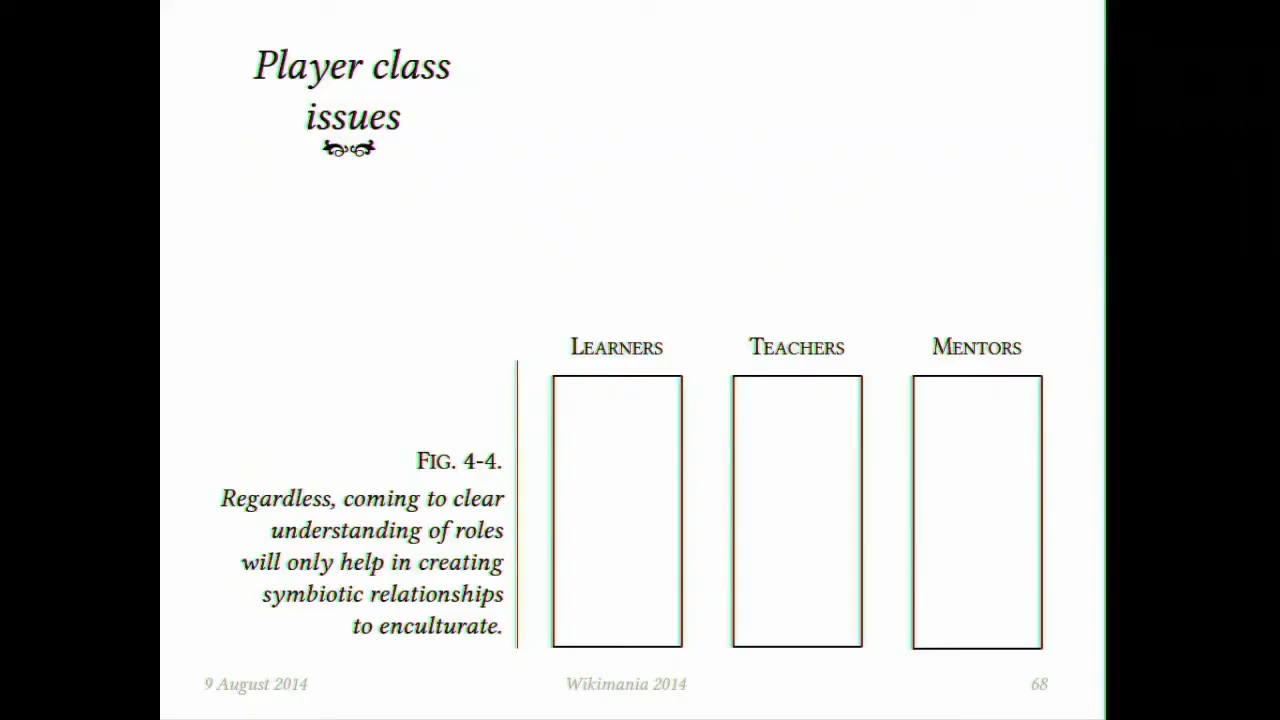 Player class
issues
LEARNERS
TEACHERS
MENTORS
FIG. 4-4.
Regardless, coming to clear
understanding of roles
will only help in creating
symbiotic relationships
to enculturate.
9 August 2014
Wikimania 2014
68